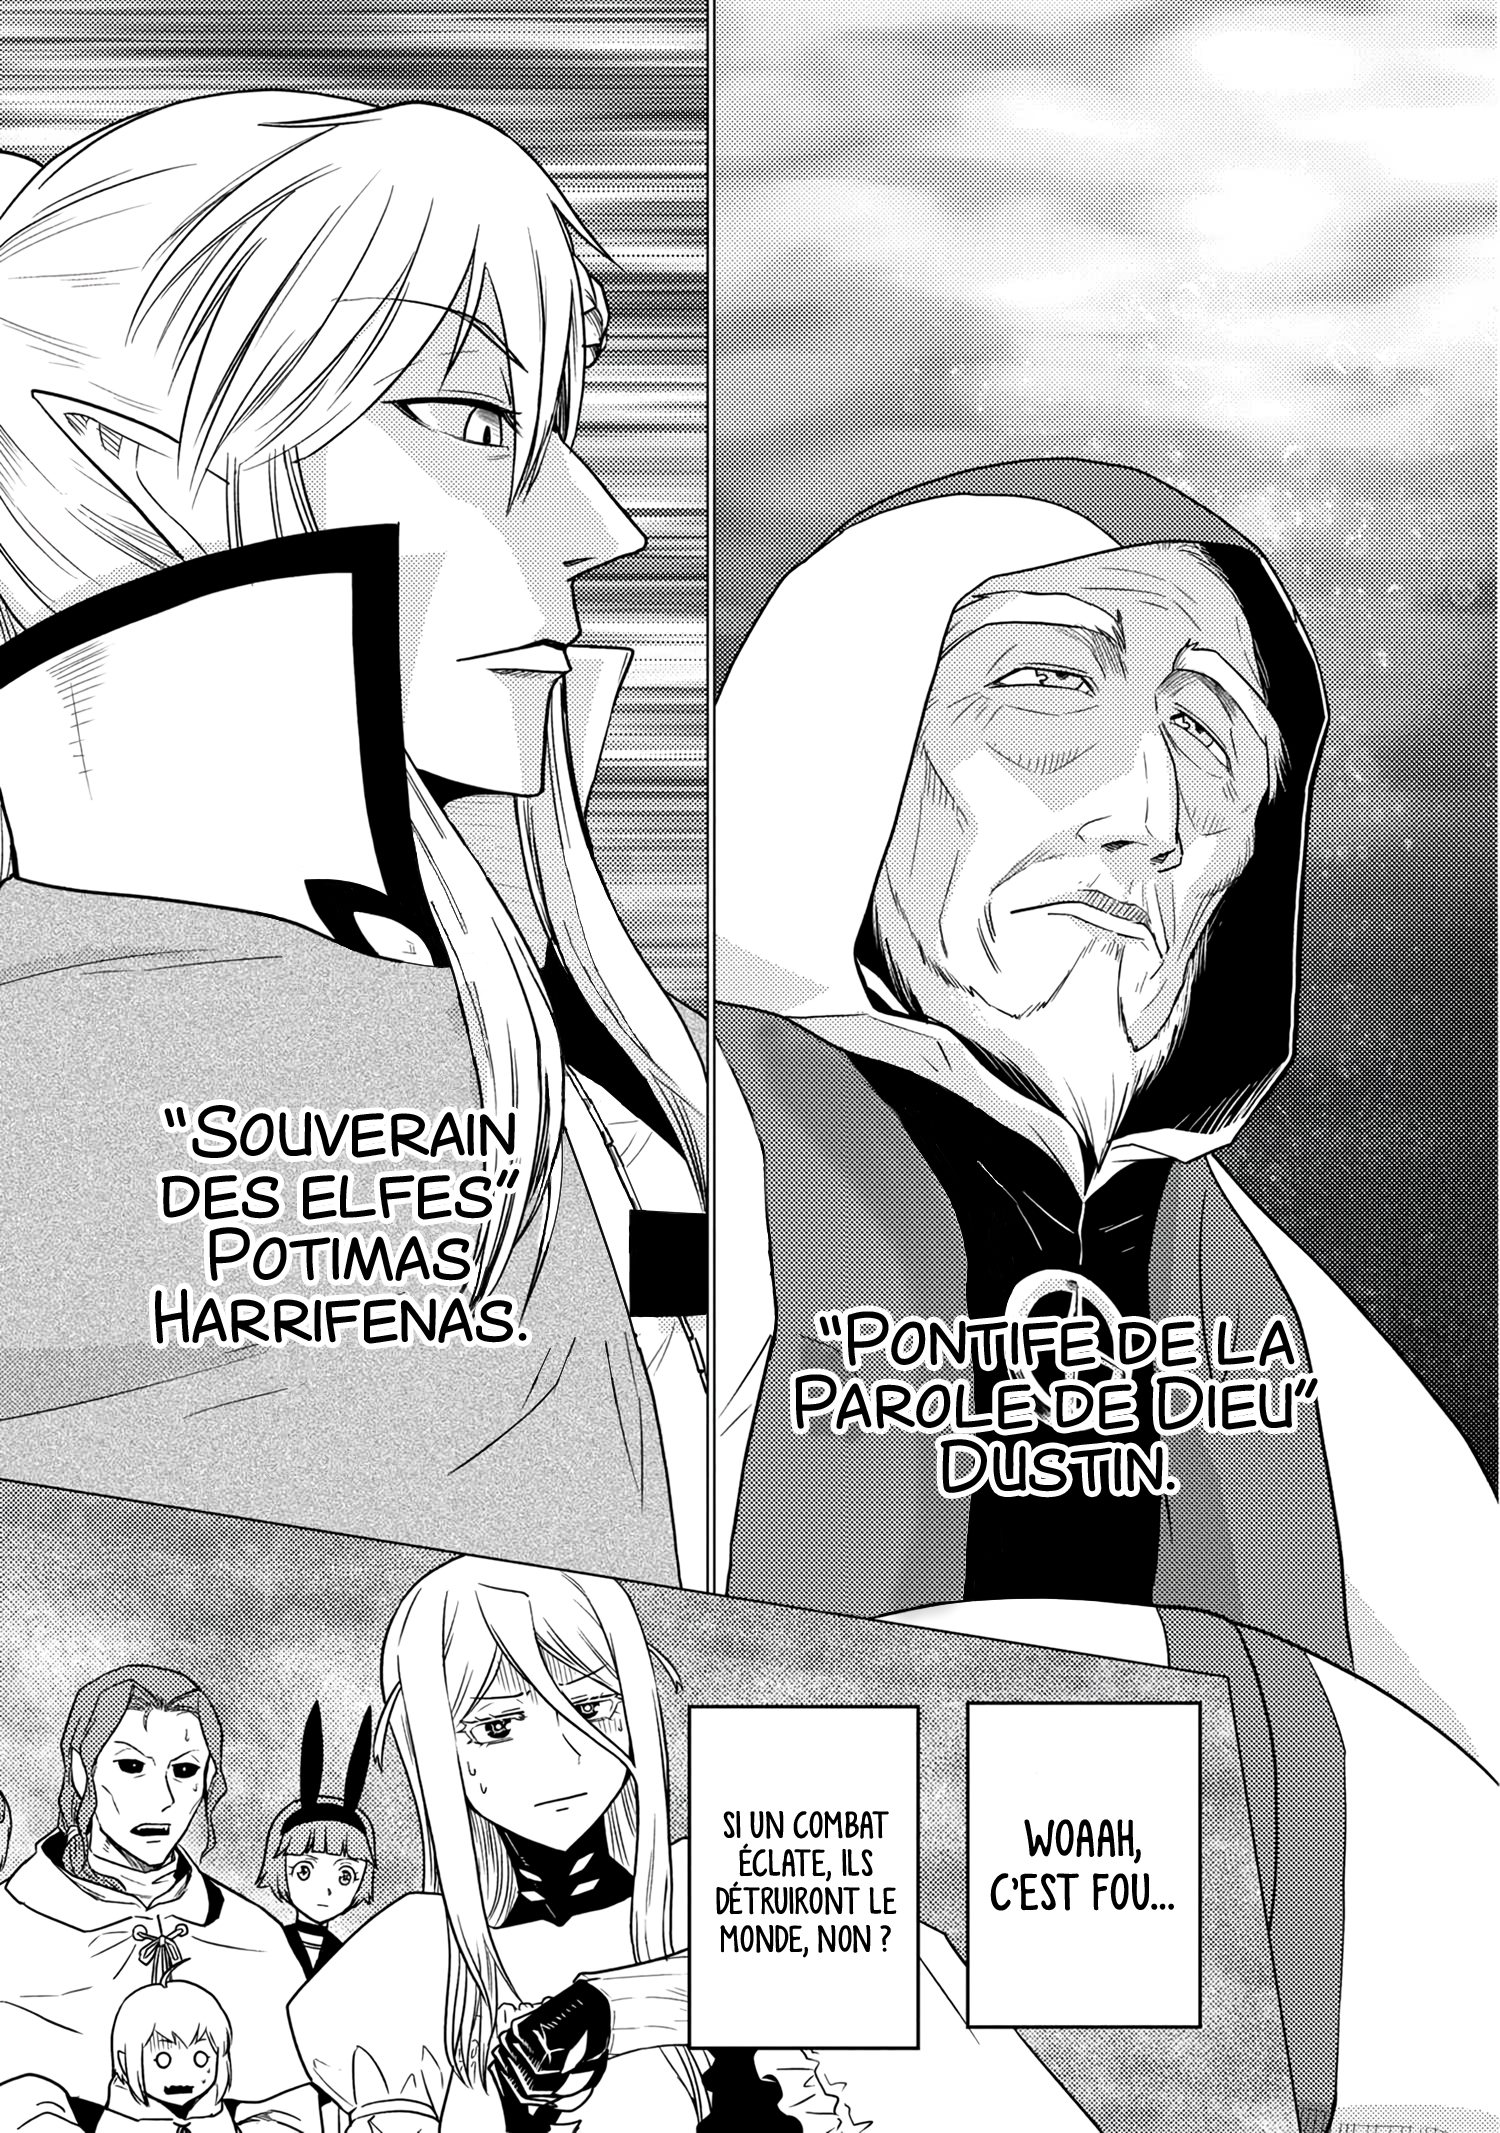 "PONTIFE DE LA
PAROLE DE DIEU"
DUSTIN.
"SOUVERAIN
DES ELFES"
POTIMAS
HARRIFENAS.
WOAAH,
C'EST FOU...
SI UN COMBAT
ÉCLATE, ILS
DÉTRUIRONT LE
MONDE, NON ?